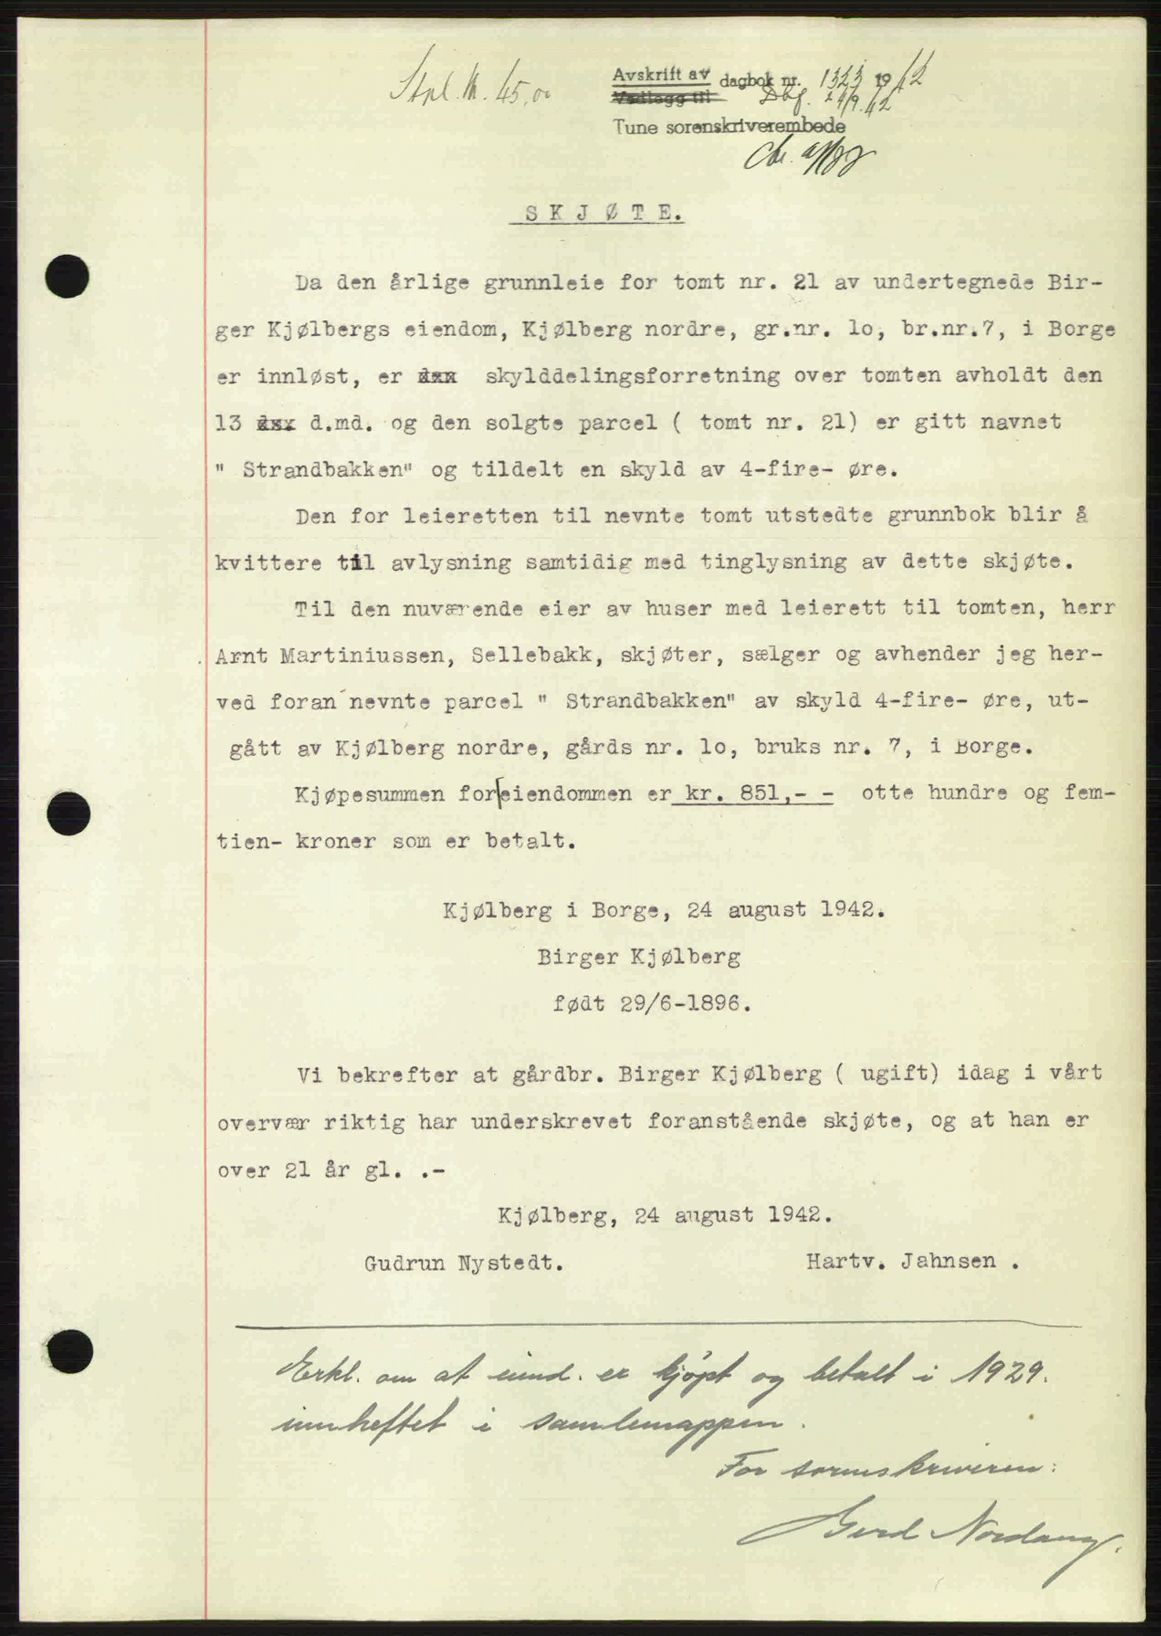 Stpl. kr. 45,00
Avskrift av dagbok nr. 1323 1942
Vedlegg til Dbf. 24/9.42
Tune sorenskriverembede
SKJØTE.
Da den årlige grunnleie for tomt nr. 21 av undertegnede Bir-
ger Kjølbergs eiendom, Kjølberg nordre, gr.nr. lo, br.nr.7, i Borge
er innløst, er skylddelingsforretning over tomten avholdt den
13 d.md. og den solgte parcel ( tomt nr. 21) er gitt navnet
" Strandbakken" og tildelt en skyld av 4-fire- øre.
Den for leieretten til nevnte tomt utstedte grunnbok blir å
kvittere til avlysning samtidig med tinglysning av dette skjøte.
Til den nuværende eier av huser med leierett til tomten, herr
Arnt Martiniussen, Sellebakk, skjøter, sælger og avhender jeg her-
ved foran nevnte parcel " Strandbakken" av skyld 4-fire- øre, ut-
gått av Kjølberg nordre, gårds nr. lo, bruks nr. 7, i Borge.
Kjøpesummen for eiendommen er kr. 851,- - otte hundre og fem-
tien- kroner som er betalt.
Kjølberg i Borge, 24 august 1942.
Birger Kjølberg
født 29/6-1896.
Vi bekrefter at gårdbr. Birger Kjølberg ( ugift) idag i vårt
overvær riktig har underskrevet foranstående skjøte, og at han er
over 21 år gl. .-
Kjølberg, 24 august 1942.
Gudrun Nystedt. Hartv. Jahnsen .
Erkl. om at eiend. er kjøpt og betalt i 1929.
innheftet i samlemappen.
For sorenskriveren:
Gerd Nordang.